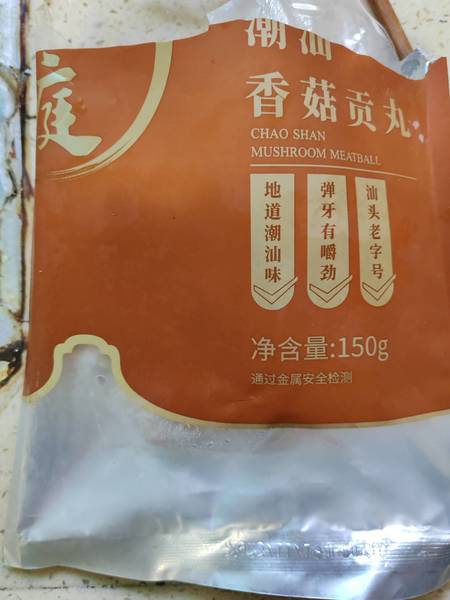 潮汕
香菇贡丸
CHAO SHAN
MUSHROOM MEATBALL
地道潮汕味
弹牙有嚼劲
汕头老字号
净含量:150g
通过金属安全检测
庭